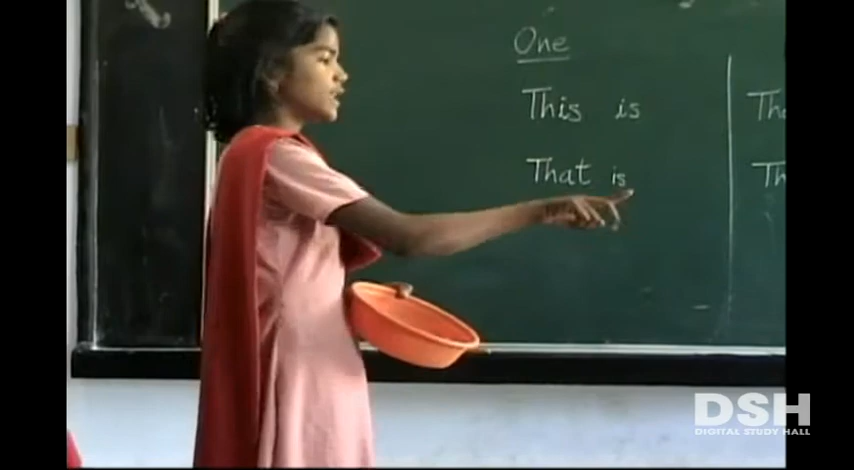 One
This is
That is
DSH
DIGITAL STUDY HALL